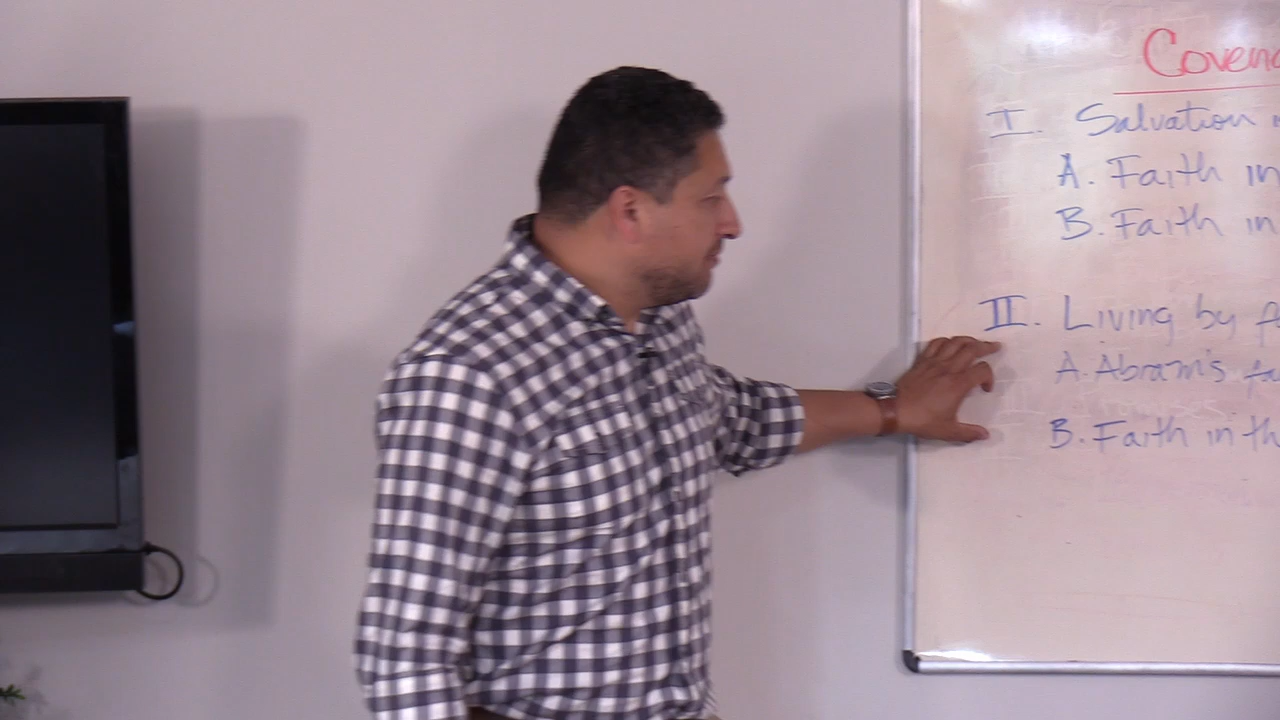 Covena
I. Salvation i
A. Faith in
B. Faith in
II. Living by f
A. Abram's fa
B. Faith in th